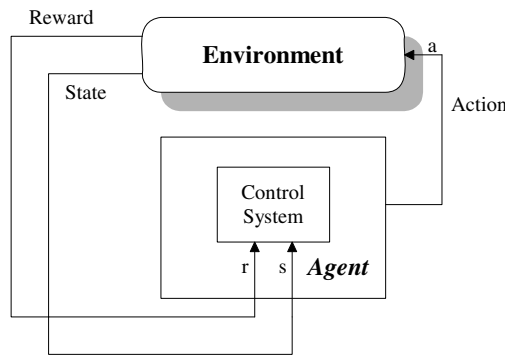 Reward
Environment
a
State
Action
Control
System
r
s
Agent